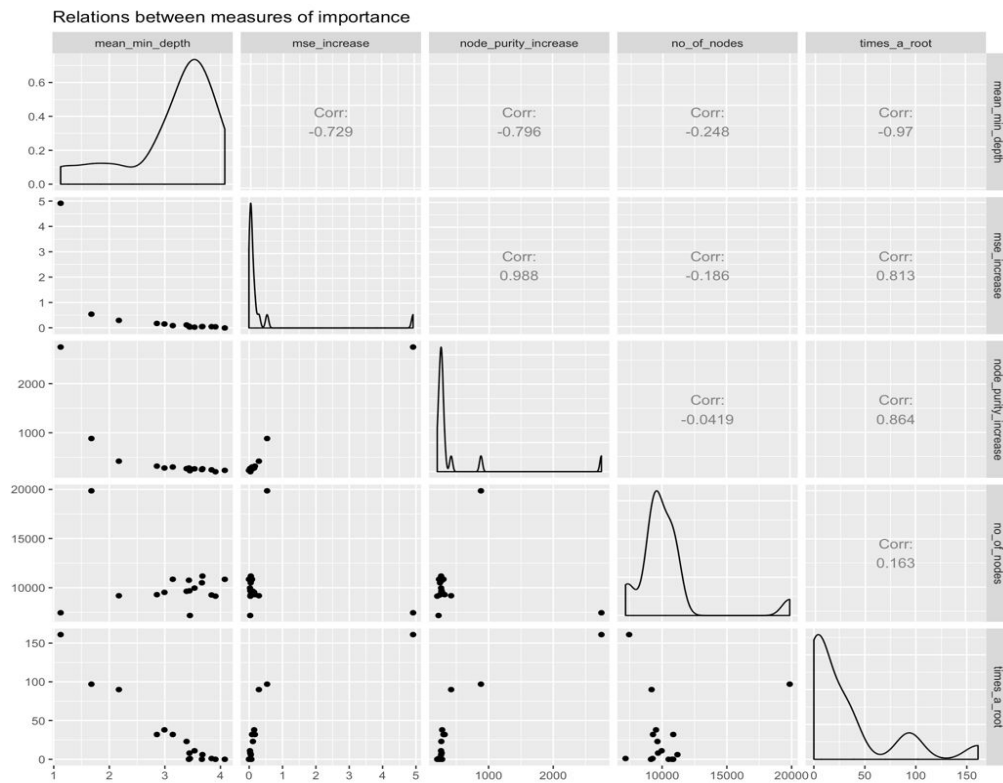 Relations between measures of importance
mean_min_depth mse_increase node_purity_increase no_of_nodes times_a_root
0.6
0.4
0.2
0.0
Corr:
-0.729
Corr:
-0.796
Corr:
-0.248
Corr:
-0.97
mean_min_depth
5
4
3
2
1
0
Corr:
0.988
Corr:
-0.186
Corr:
0.813
mse_increase
2000
1000
Corr:
-0.0419
Corr:
0.864
node_purity_increase
20000
15000
10000
Corr:
0.163
no_of_nodes
150
100
50
0
times_a_root
1 2 3 4 0 1 2 3 4 5 1000 2000 10000 15000 20000 0 50 100 150